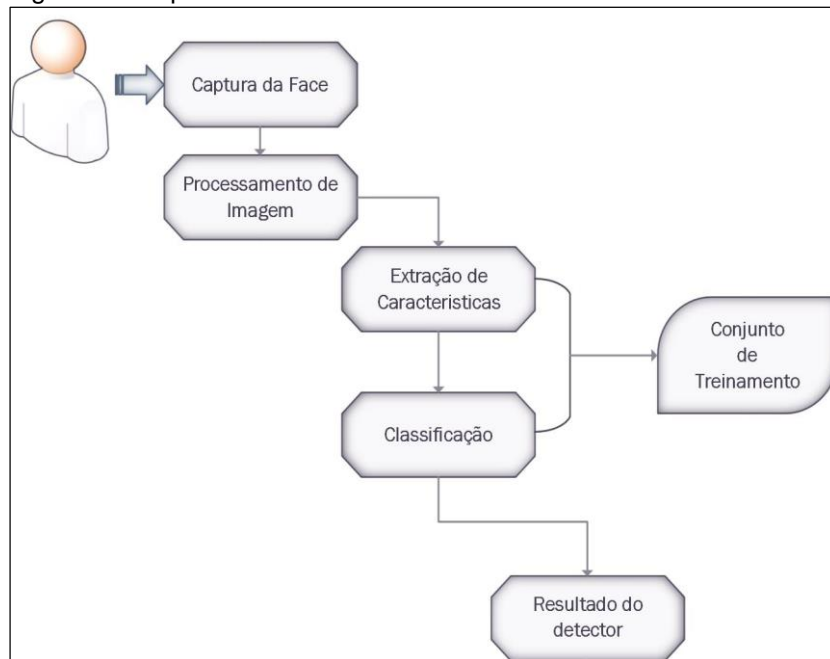 Captura da Face
Processamento de
Imagem
Extração de
Caracteristicas
Conjunto
de
Treinamento
Classificação
Resultado do
detector